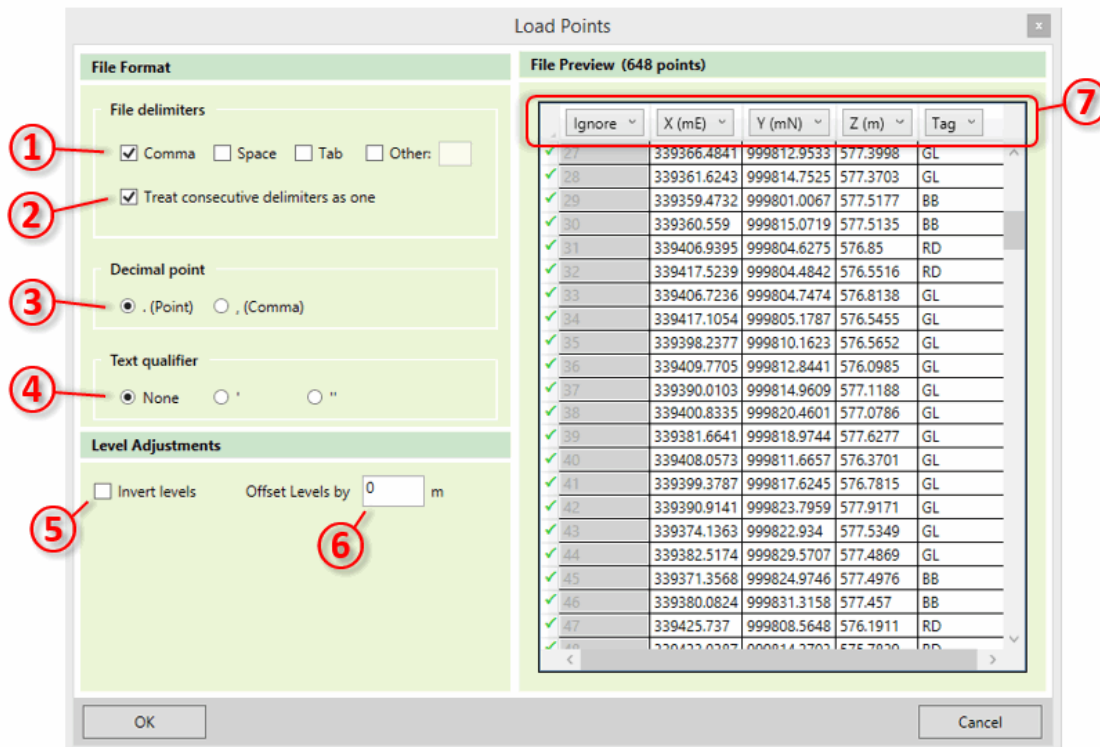 Load Points
x
File Format
File delimiters
1
Comma Space Tab Other:
2
Treat consecutive delimiters as one
Decimal point
3
. (Point) , (Comma)
Text qualifier
4
None ' "
Level Adjustments
Invert levels Offset Levels by 0 m
5
6
File Preview (648 points)
7
Ignore X (mE) Y (mN) Z (m) Tag
27 339366.4841 999812.9533 577.3998 GL
28 339361.6243 999814.7525 577.3703 GL
29 339359.4732 999801.0067 577.5177 BB
30 339360.559 999815.0719 577.5135 BB
31 339406.9395 999804.6275 576.85 RD
32 339417.5239 999804.4842 576.5516 RD
33 339406.7236 999804.7474 576.8138 GL
34 339417.1054 999805.1787 576.5455 GL
35 339398.2377 999810.1623 576.5652 GL
36 339409.7705 999812.8441 576.0985 GL
37 339390.0103 999814.9609 577.1188 GL
38 339400.8335 999820.4601 577.0786 GL
39 339381.6641 999818.9744 577.6277 GL
40 339408.0573 999811.6657 576.3701 GL
41 339399.3787 999817.6245 576.7815 GL
42 339390.9141 999823.7959 577.9171 GL
43 339374.1363 999822.934 577.5349 GL
44 339382.5174 999829.5707 577.4869 GL
45 339371.3568 999824.9746 577.4976 BB
46 339380.0824 999831.3158 577.457 BB
47 339425.737 999808.5648 576.1911 RD
OK
Cancel